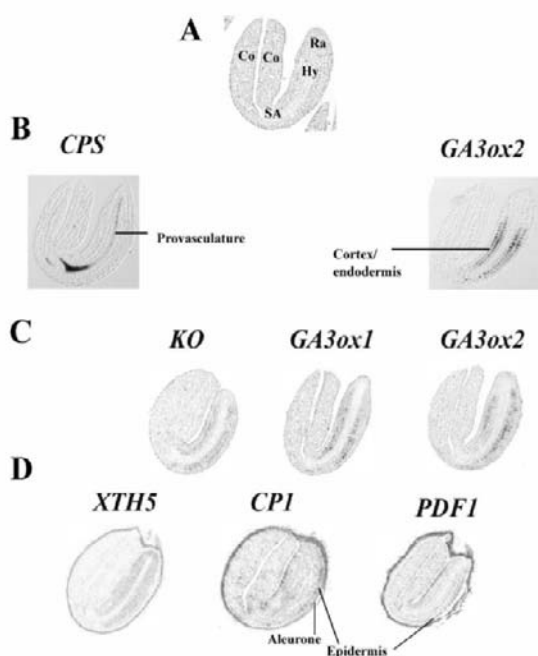 A
Co Co Ra
Hy
SA
B
CPS GA3ox2
Provasculature
Cortex/
endodermis
C
KO GA3ox1 GA3ox2
D
XTH5 CP1 PDF1
Aleurone
Epidermis